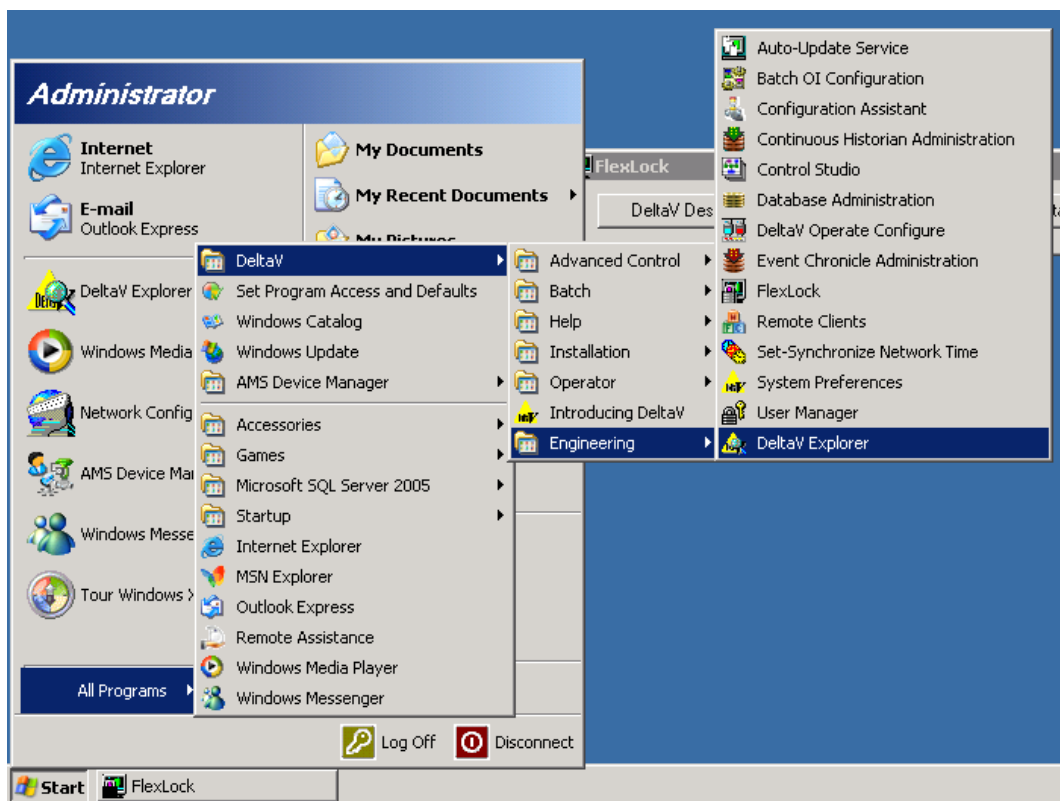 Administrator
Internet
Internet Explorer
E-mail
Outlook Express
DeltaV Explorer
Windows Media
Network Config
AMS Device Ma
Windows Messe
Tour Windows
All Programs
My Documents
My Recent Documents
My Pictures
Log Off
Disconnect
DeltaV
Set Program Access and Defaults
Windows Catalog
Windows Update
AMS Device Manager
Accessories
Games
Microsoft SQL Server 2005
Startup
Internet Explorer
MSN Explorer
Outlook Express
Remote Assistance
Windows Media Player
Windows Messenger
Advanced Control
Batch
Help
Installation
Operator
Introducing DeltaV
Engineering
Auto-Update Service
Batch OI Configuration
Configuration Assistant
Continuous Historian Administration
Control Studio
Database Administration
DeltaV Operate Configure
Event Chronicle Administration
FlexLock
Remote Clients
Set-Synchronize Network Time
System Preferences
User Manager
DeltaV Explorer
FlexLock
DeltaV Des
Start
FlexLock